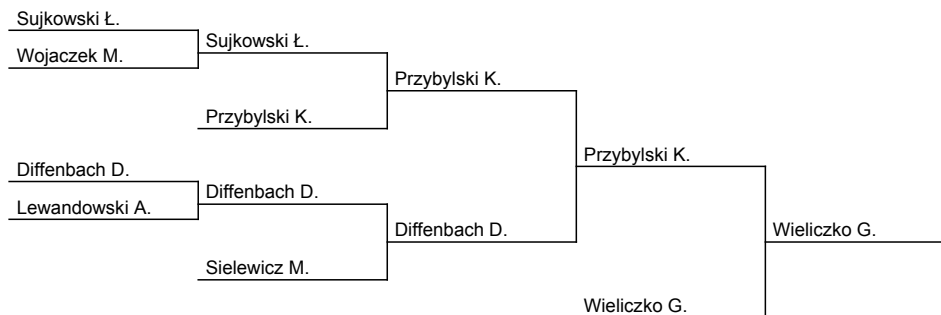 Sujkowski Ł.
Wojaczek M.
Sujkowski Ł.
Przybylski K.
Przybylski K.
Diffenbach D.
Lewandowski A.
Diffenbach D.
Sielewicz M.
Diffenbach D.
Przybylski K.
Wieliczko G.
Wieliczko G.